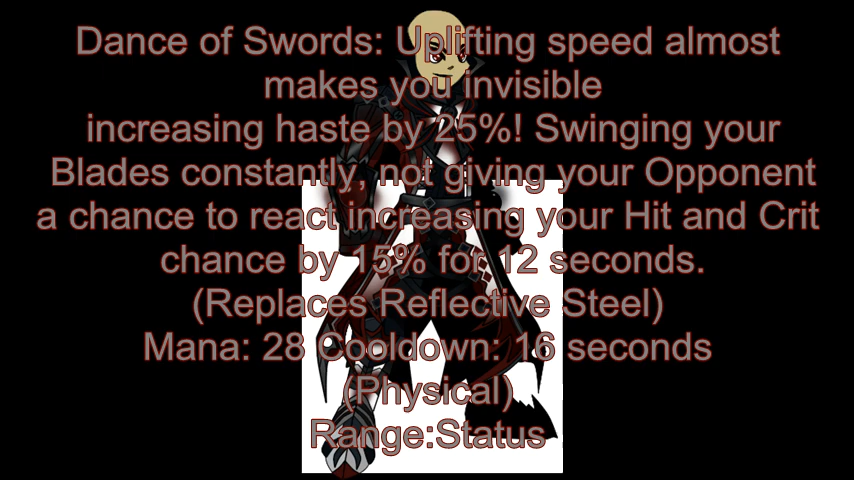 Dance of Swords: Uplifting speed almost
makes you invisible
increasing haste by 25%! Swinging your
Blades constantly, not giving your Opponent
a chance to react increasing your Hit and Crit
chance by 15% for 12 seconds.
(Replaces Reflective Steel)
Mana: 28 Cooldown: 16 seconds
(Physical)
Range:Status